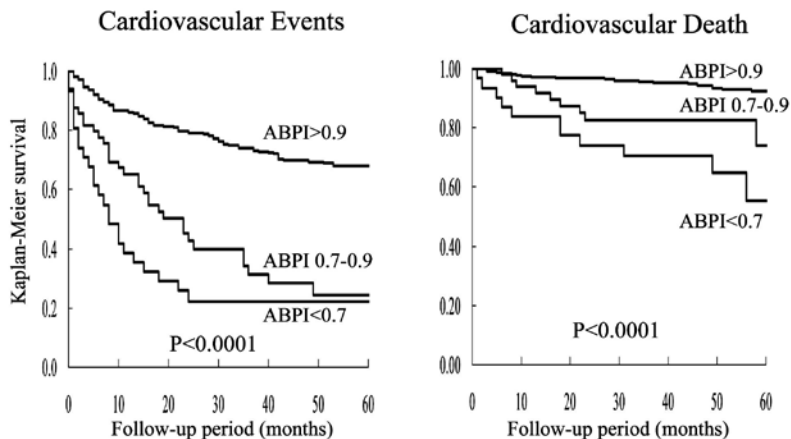 Cardiovascular Events
Kaplan-Meier survival
1.0
0.8
0.6
0.4
0.2
0.0
ABPI>0.9
ABPI 0.7-0.9
ABPI<0.7
P<0.0001
0 10 20 30 40 50 60
Follow-up period (months)
Cardiovascular Death
1.00
0.80
0.60
0.40
0.20
0.00
ABPI>0.9
ABPI 0.7-0.9
ABPI<0.7
P<0.0001
0 10 20 30 40 50 60
Follow-up period (months)